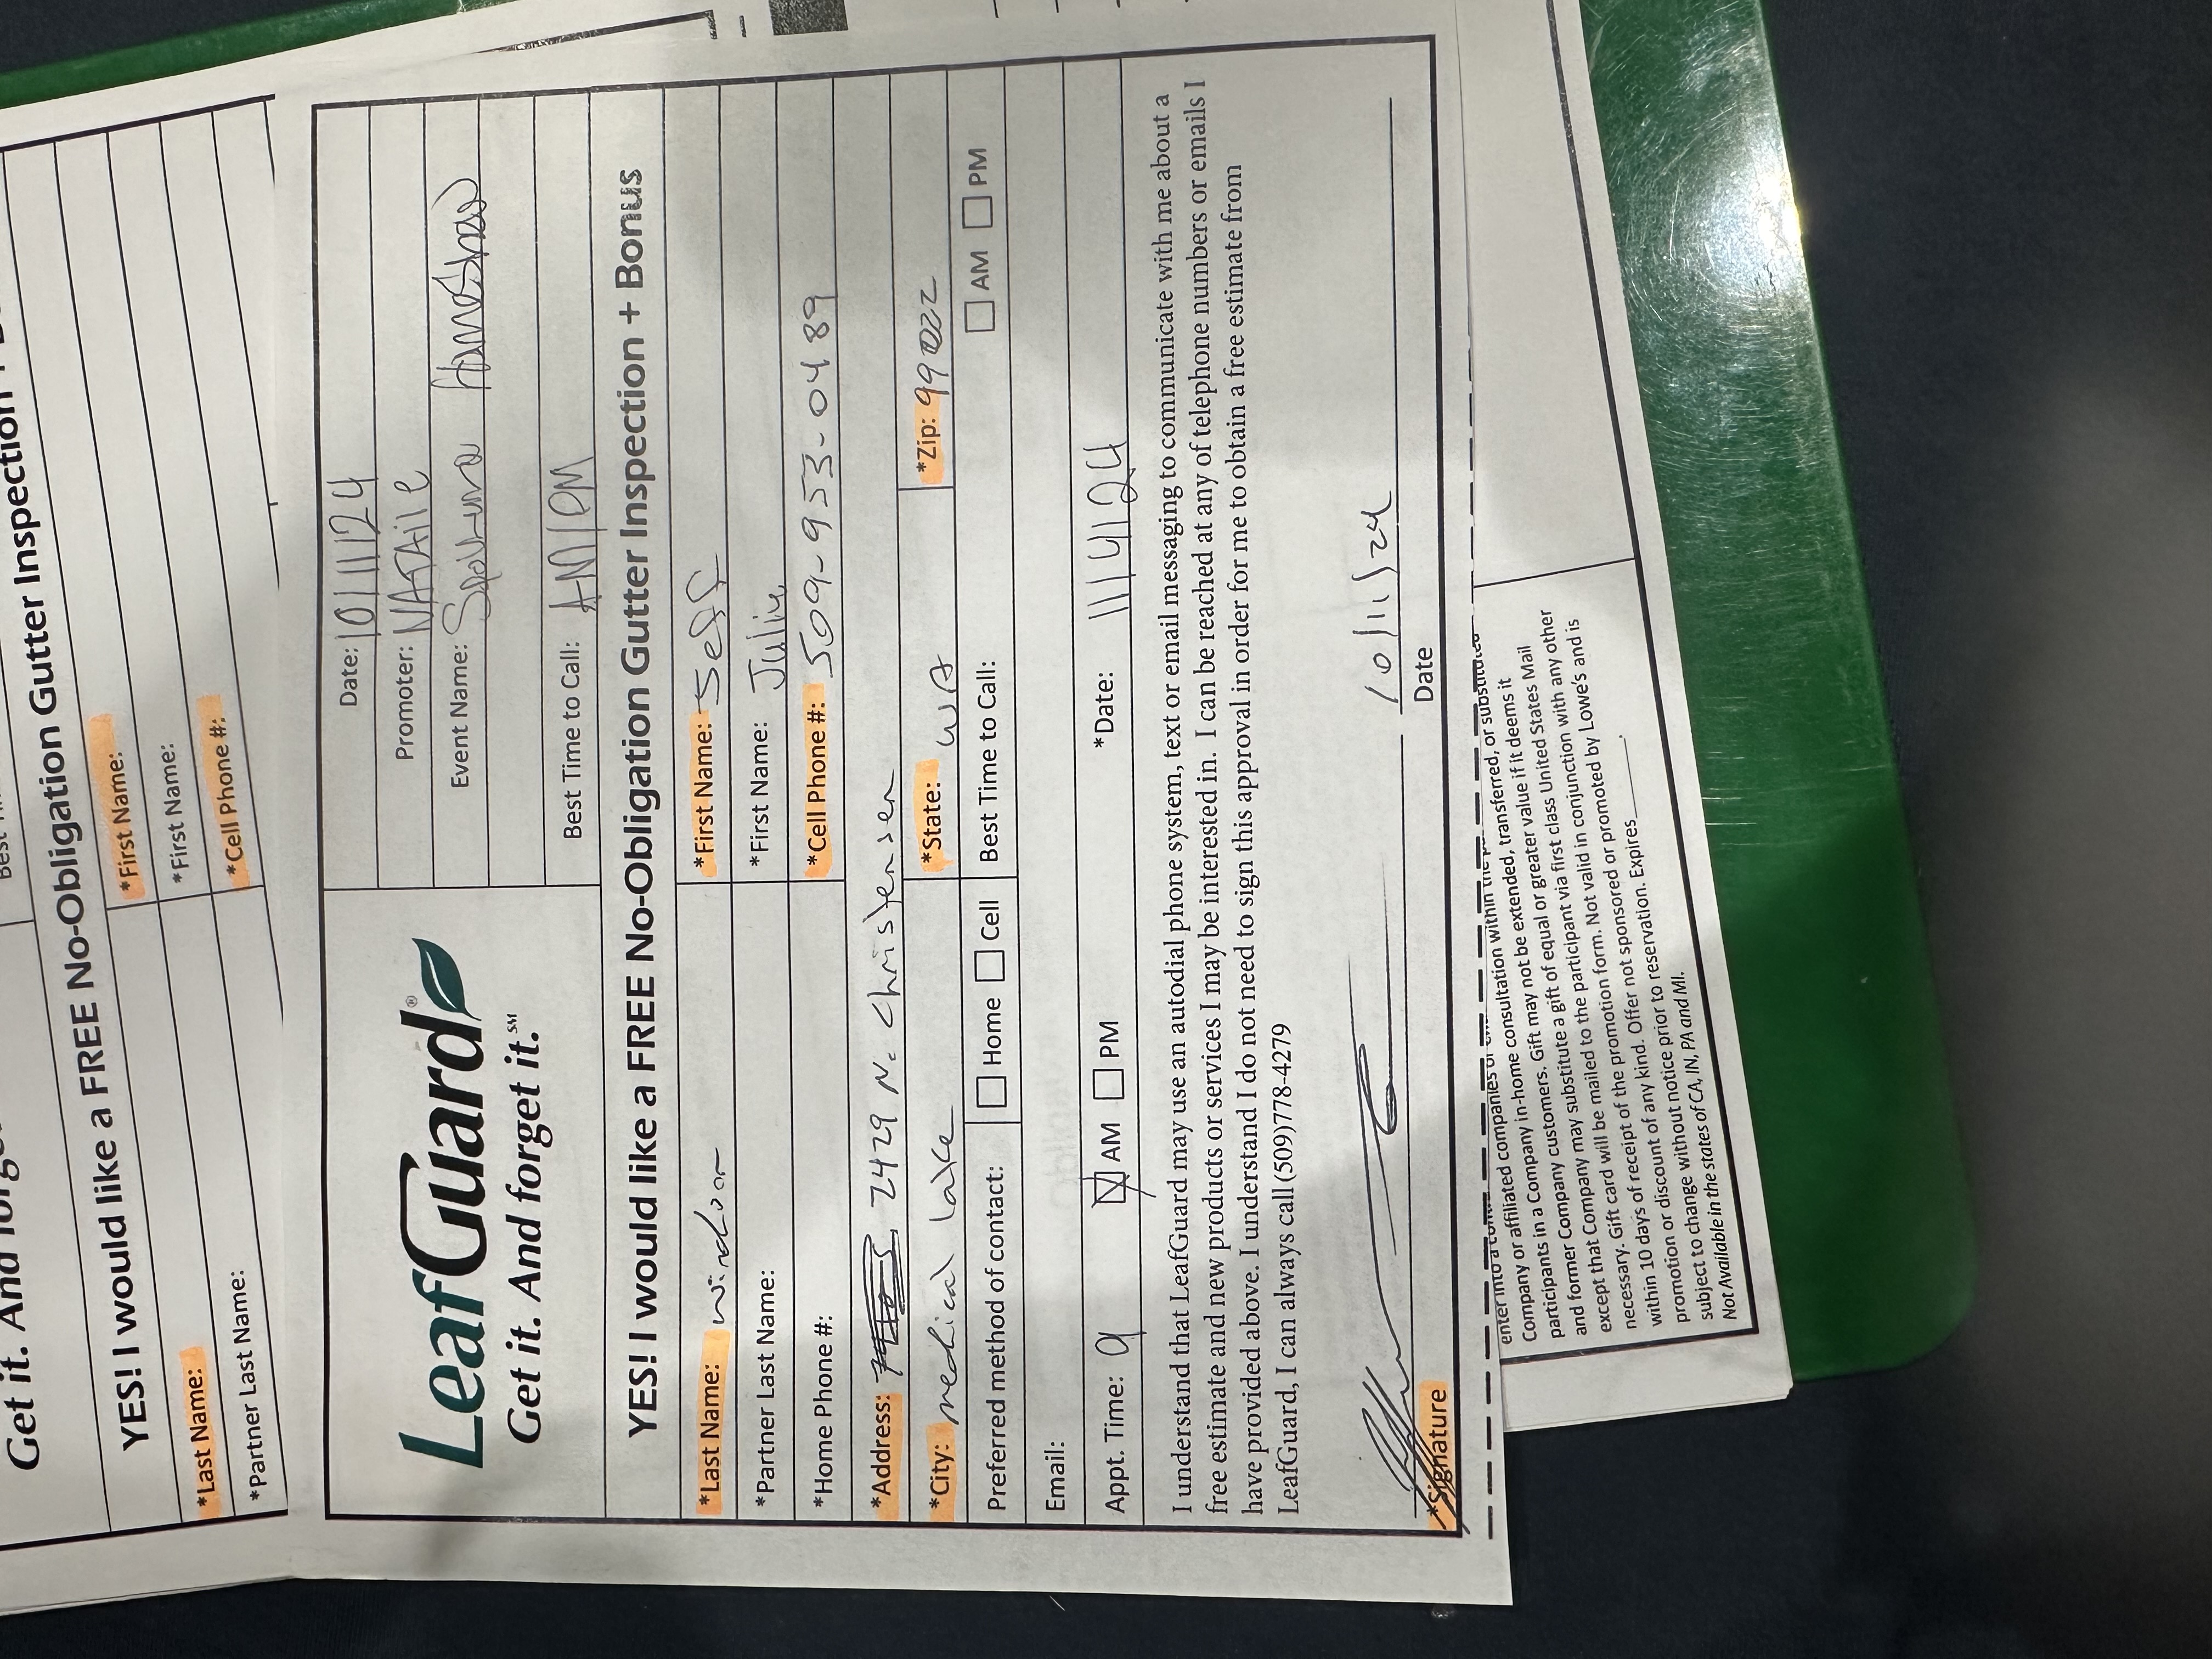 Get it. And forg
Best
YES! I would like a FREE No-Obligation Gutter Inspection +
*Last Name: *First Name:
*Partner Last Name: *First Name:
*Cell Phone #:
LeafGuard®
Get it. And forget it.℠
Date: 10/11/24
Promoter: NATAile
Event Name: Spokane HomeShow
Best Time to Call: AM/PM
YES! I would like a FREE No-Obligation Gutter Inspection + Bonus
*Last Name: Windsor *First Name: Jeff
*Partner Last Name: *First Name: Julie
*Home Phone #: *Cell Phone #: 509-953-0489
*Address: 2429 N. Christensen
*City: medical lake *State: WA *Zip: 99022
Preferred method of contact: Home Cell Best Time to Call: AM PM
Email:
Appt. Time: 9 AM PM *Date: 11/4/24
I understand that LeafGuard may use an autodial phone system, text or email messaging to communicate with me about a
free estimate and new products or services I may be interested in. I can be reached at any of telephone numbers or emails I
have provided above. I understand I do not need to sign this approval in order for me to obtain a free estimate from
LeafGuard, I can always call (509)778-4279
10/11/24
*Signature Date
enter into a
Company or affiliated companies or
participants in a Company in-home consultation within the
and former Company customers. Gift may not be extended, transferred, or substituted
except that Company may substitute a gift of equal or greater value if it deems it
necessary. Gift card will be mailed to the participant via first class United States Mail
within 10 days of receipt of the promotion form. Not valid in conjunction with any other
promotion or discount of any kind. Offer not sponsored or promoted by Lowe's and is
subject to change without notice prior to reservation. Expires________.
Not Available in the states of CA, IN, PA and MI.